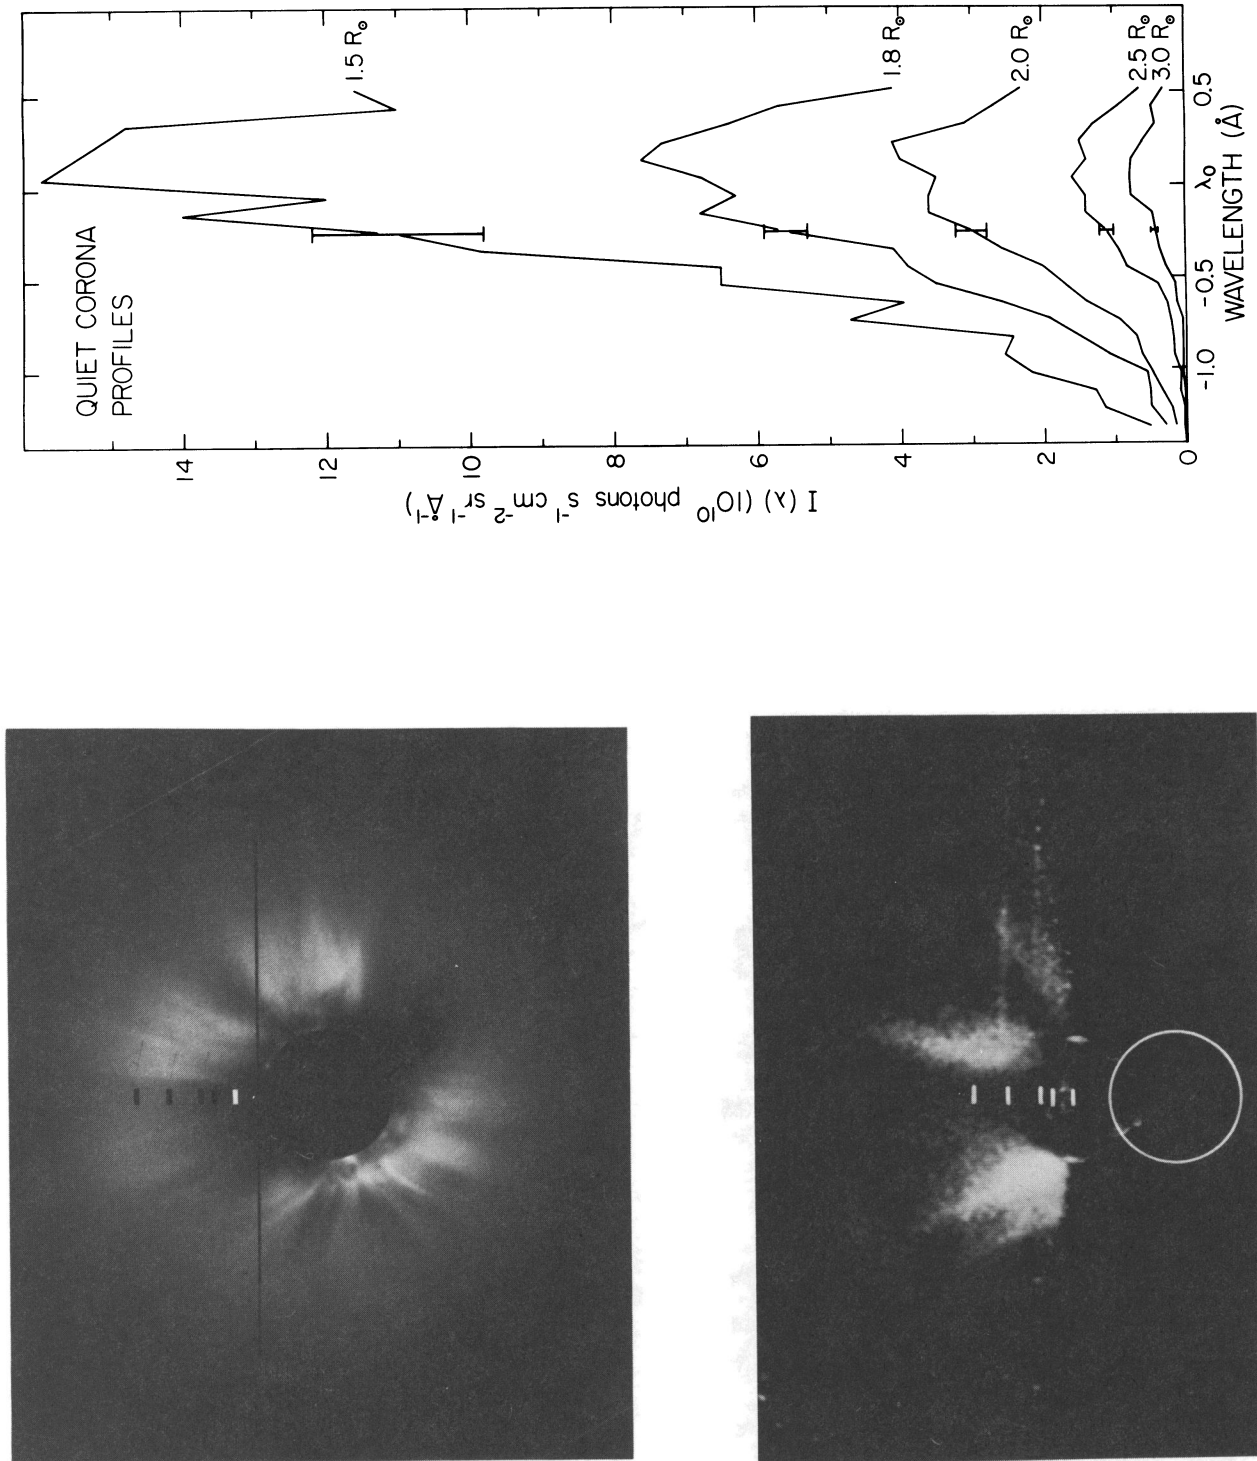 QUIET CORONA
PROFILES
1.5 R⊙
1.8 R⊙
2.0 R⊙
2.5 R⊙
3.0 R⊙
14
12
10
8
6
4
2
0
I (λ) (10¹⁰ photons s⁻¹ cm⁻² sr⁻¹ Å⁻¹)
-1.0
-0.5
λ₀
0.5
WAVELENGTH (Å)